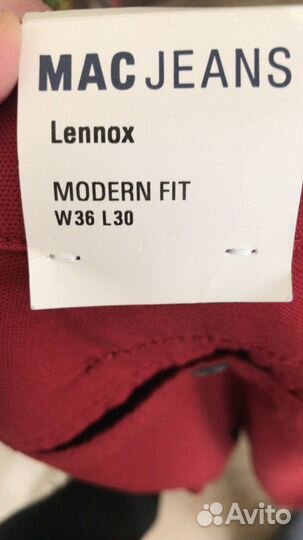 MAC JEANS
Lennox
MODERN FIT
W36 L30
Avito